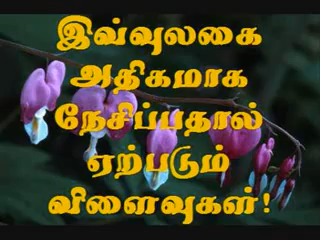 இவ்வுலகை
அதிகமாக
நேசிப்பதால்
ஏற்படும்
விளைவுகள்!